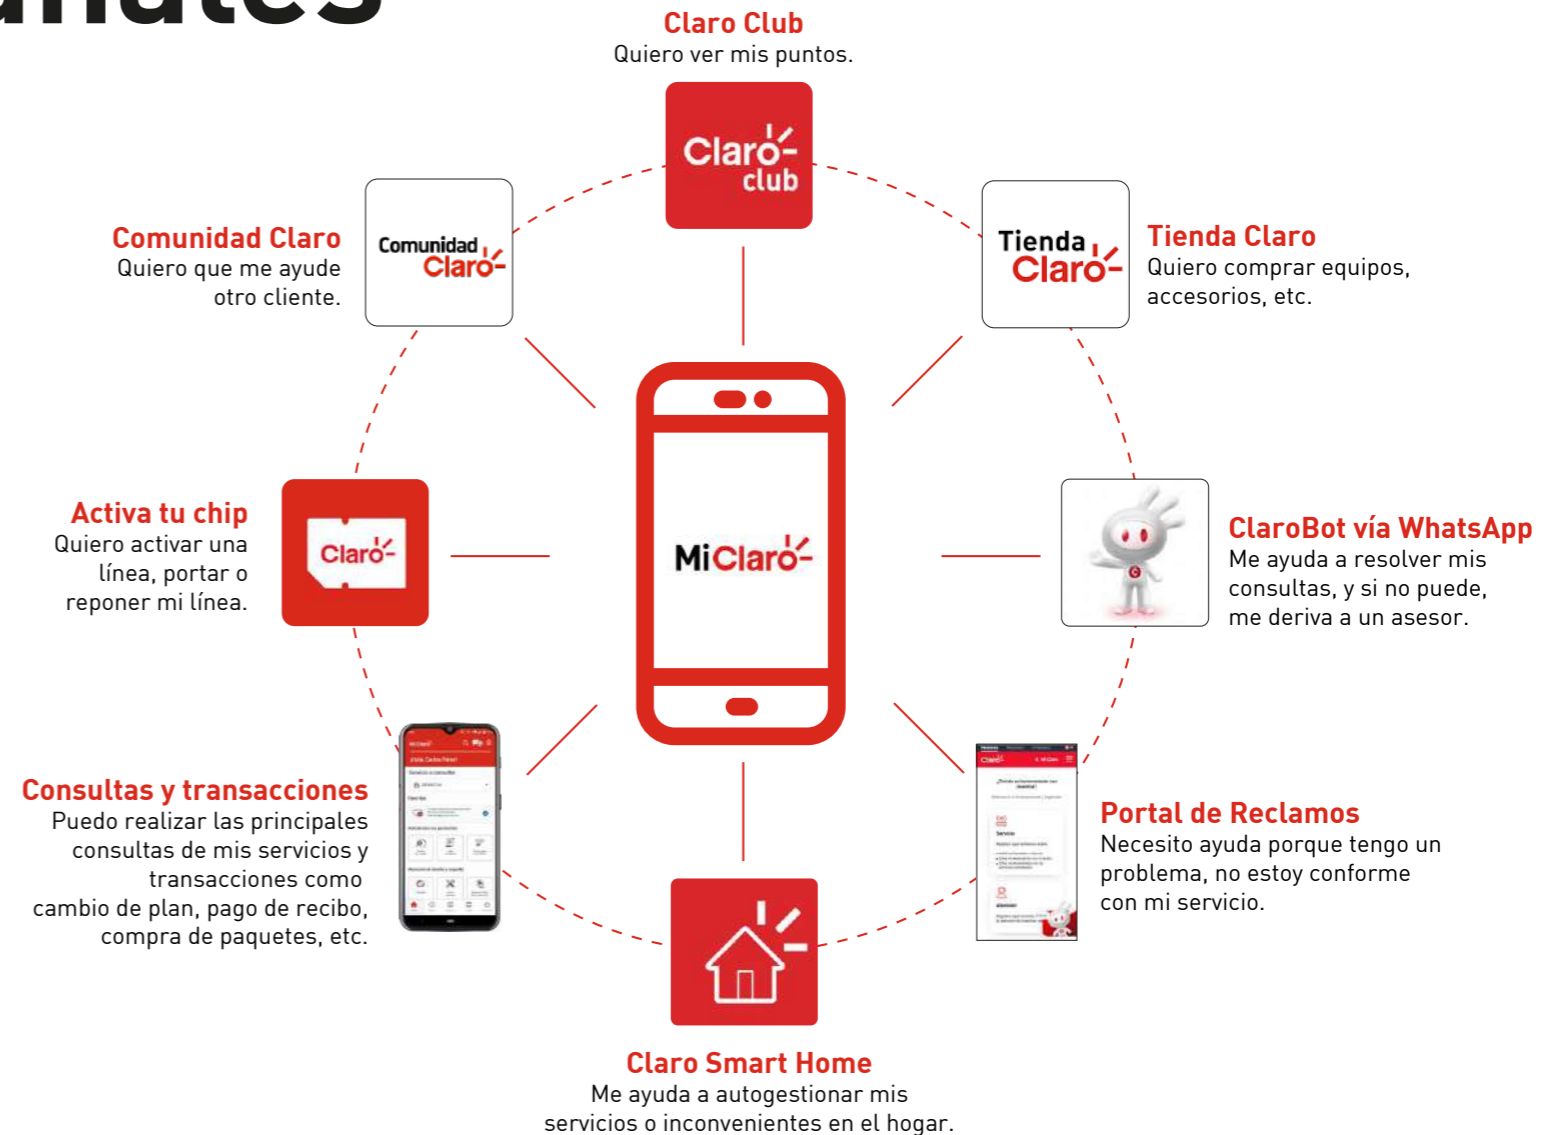 Claro Club
Quiero ver mis puntos.
Claro
club
Comunidad Claro
Quiero que me ayude
otro cliente.
Comunidad
Claro
Tienda
Claro
Tienda Claro
Quiero comprar equipos,
accesorios, etc.
Activa tu chip
Quiero activar una
línea, portar o
reponer mi línea.
Claro
MiClaro
ClaroBot vía WhatsApp
Me ayuda a resolver mis
consultas, y si no puede,
me deriva a un asesor.
Consultas y transacciones
Puedo realizar las principales
consultas de mis servicios y
transacciones como
cambio de plan, pago de recibo,
compra de paquetes, etc.
Portal de Reclamos
Necesito ayuda porque tengo un
problema, no estoy conforme
con mi servicio.
Claro Smart Home
Me ayuda a autogestionar mis
servicios o inconvenientes en el hogar.